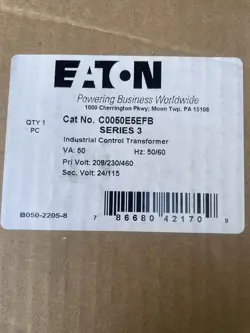 EATON
Powering Business Worldwide
1000 Cherrington Pkwy; Moon Twp, PA 15108
QTY 1 Cat No. C0050E5EFB
PC SERIES 3
Industrial Control Transformer
VA: 50 Hz: 50/60
Pri Volt: 208/230/460
Sec. Volt: 24/115
B050-2205-8
7 86680 42170 9